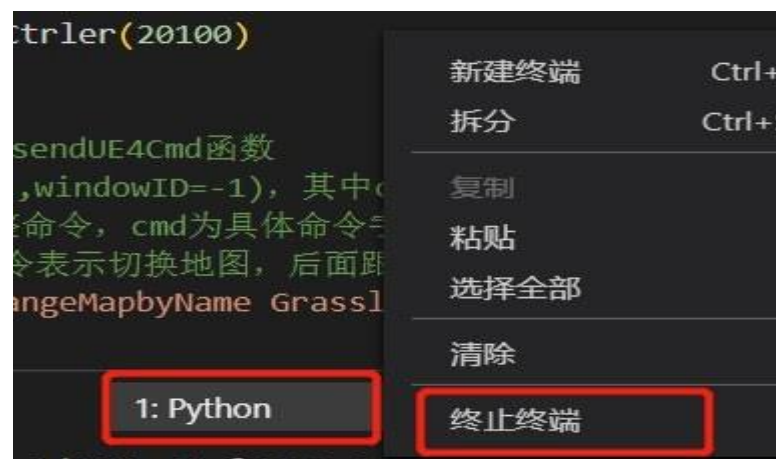 trler(20100)
sendUE4Cmd函数
,windowID=-1), 其中
命令, cmd为具体命令
令表示切换地图, 后面跟
angeMapbyName Grassl
1: Python
新建终端 Ctrl+
拆分 Ctrl+
复制
粘贴
选择全部
清除
终止终端